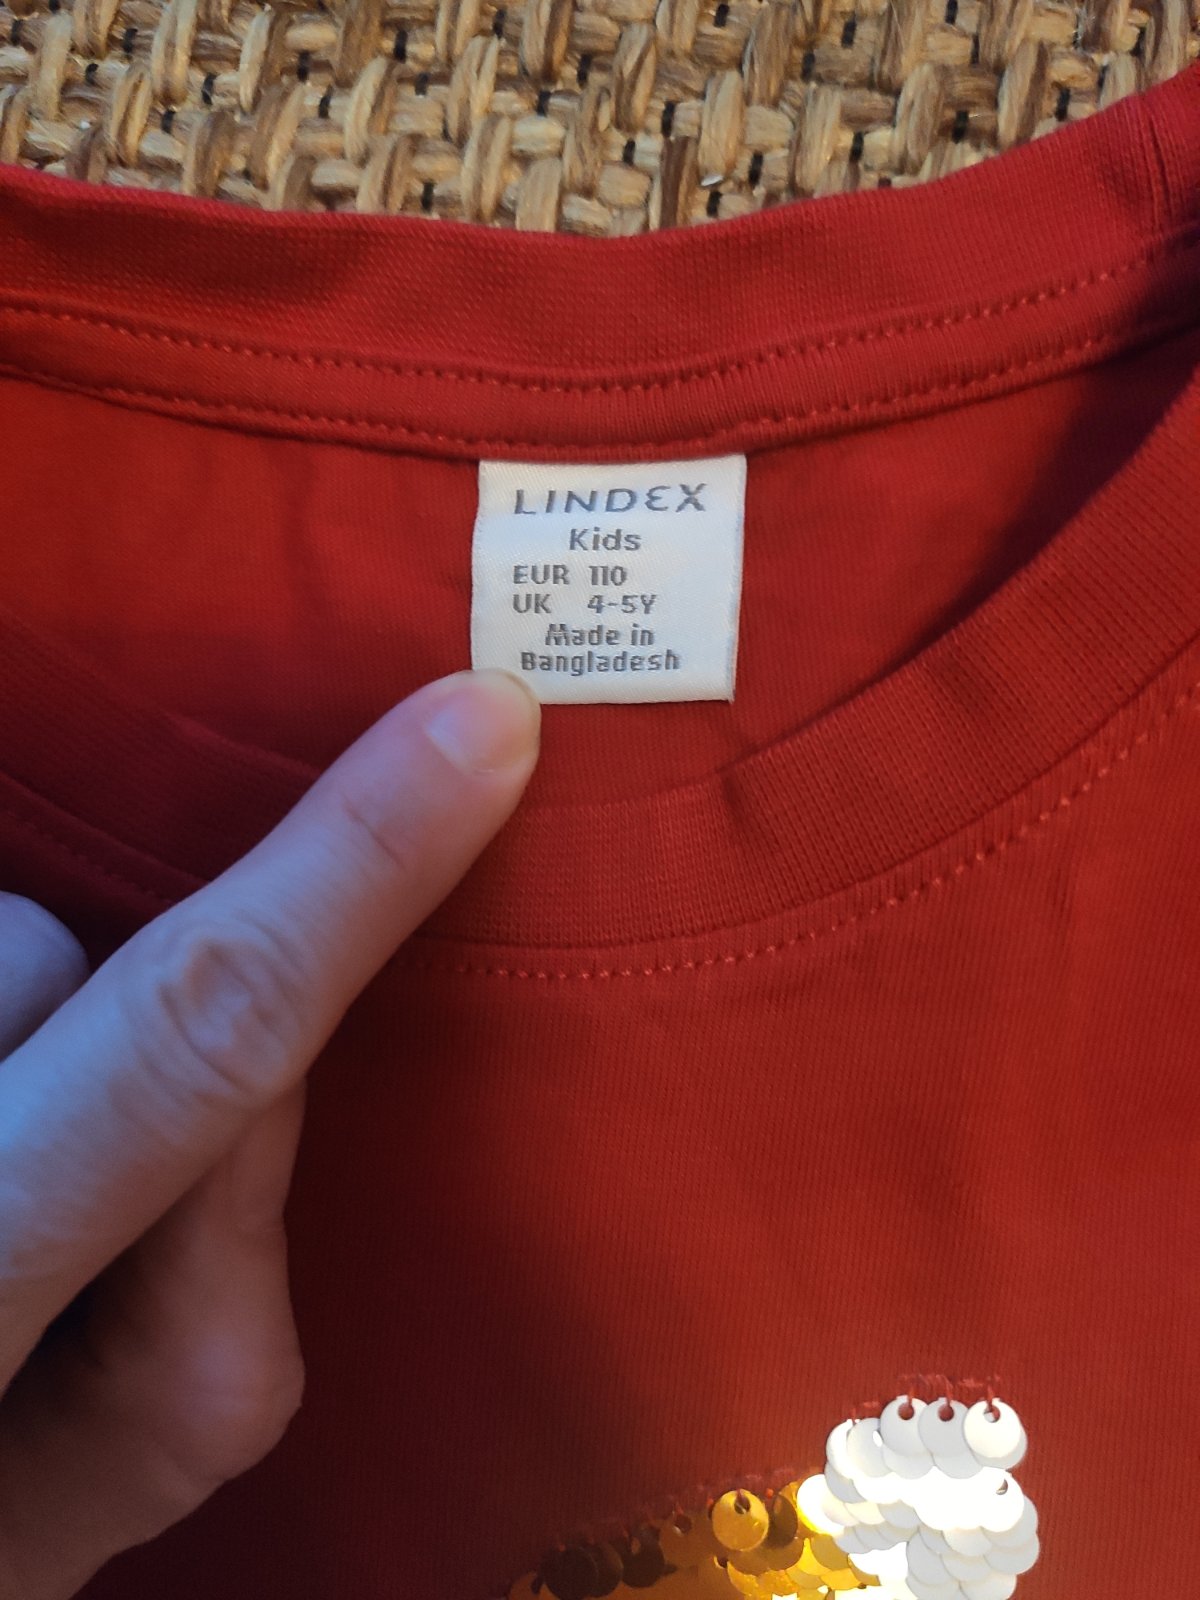 LINDEX
Kids
EUR 110
UK 4-5Y
Made in
Bangladesh